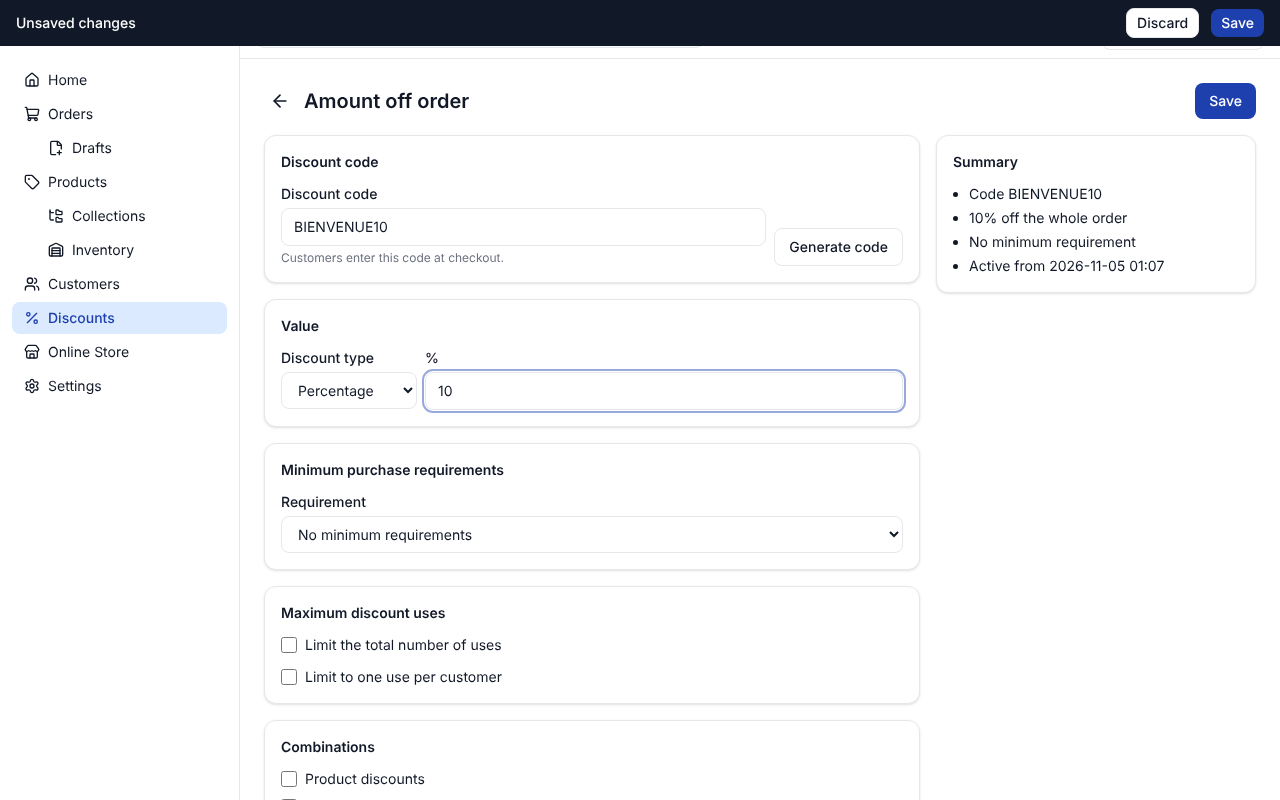 Unsaved changes
Discard
Save
Home
Orders
Drafts
Products
Collections
Inventory
Customers
Discounts
Online Store
Settings
Amount off order
Save
Discount code
Discount code
BIENVENUE10
Customers enter this code at checkout.
Generate code
Value
Discount type
%
Percentage
10
Minimum purchase requirements
Requirement
No minimum requirements
Maximum discount uses
Limit the total number of uses
Limit to one use per customer
Combinations
Product discounts
Summary
Code BIENVENUE10
10% off the whole order
No minimum requirement
Active from 2026-11-05 01:07